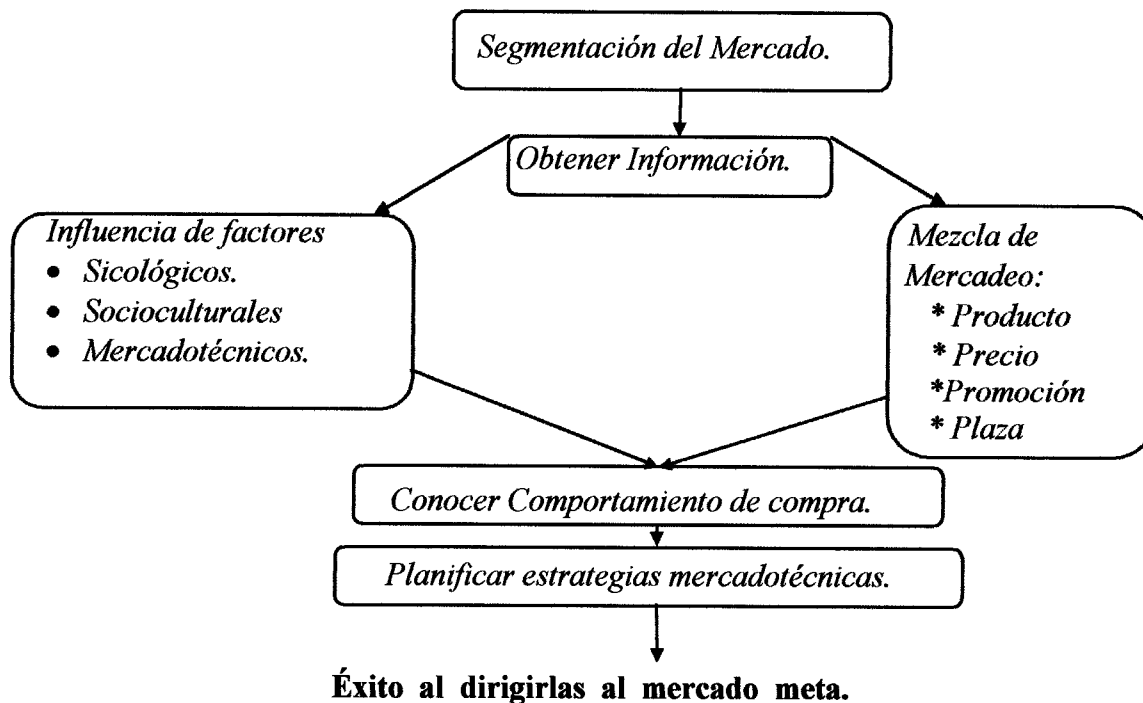 Segmentación del Mercado.
Obtener Información.
Influencia de factores
• Sicológicos.
• Socioculturales
• Mercadotécnicos.
Mezcla de
Mercadeo:
* Producto
* Precio
*Promoción
* Plaza
Conocer Comportamiento de compra.
Planificar estrategias mercadotécnicas.
Éxito al dirigirlas al mercado meta.